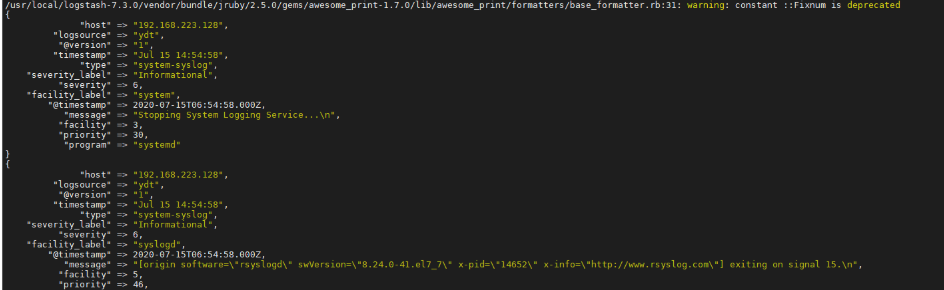 /usr/local/logstash-7.3.0/vendor/bundle/jruby/2.5.0/gems/awesome_print-1.7.0/lib/awesome_print/formatters/base_formatter.rb:31: warning: constant ::Fixnum is deprecated
{
"host" => "192.168.223.128",
"logsource" => "ydt",
"@version" => "1",
"timestamp" => "Jul 15 14:54:58",
"type" => "system-syslog",
"severity_label" => "Informational",
"severity" => 6,
"facility_label" => "system",
"@timestamp" => 2020-07-15T06:54:58.000Z,
"message" => "Stopping System Logging Service...\n",
"facility" => 3,
"priority" => 30,
"program" => "systemd"
}
{
"host" => "192.168.223.128",
"logsource" => "ydt",
"@version" => "1",
"timestamp" => "Jul 15 14:54:58",
"type" => "system-syslog",
"severity_label" => "Informational",
"severity" => 6,
"facility_label" => "syslogd",
"@timestamp" => 2020-07-15T06:54:58.000Z,
"message" => "[origin software=\"rsyslogd\" swVersion=\"8.24.0-41.el7_7\" x-pid=\"14652\" x-info=\"http://www.rsyslog.com\"] exiting on signal 15.\n",
"facility" => 5,
"priority" => 46,